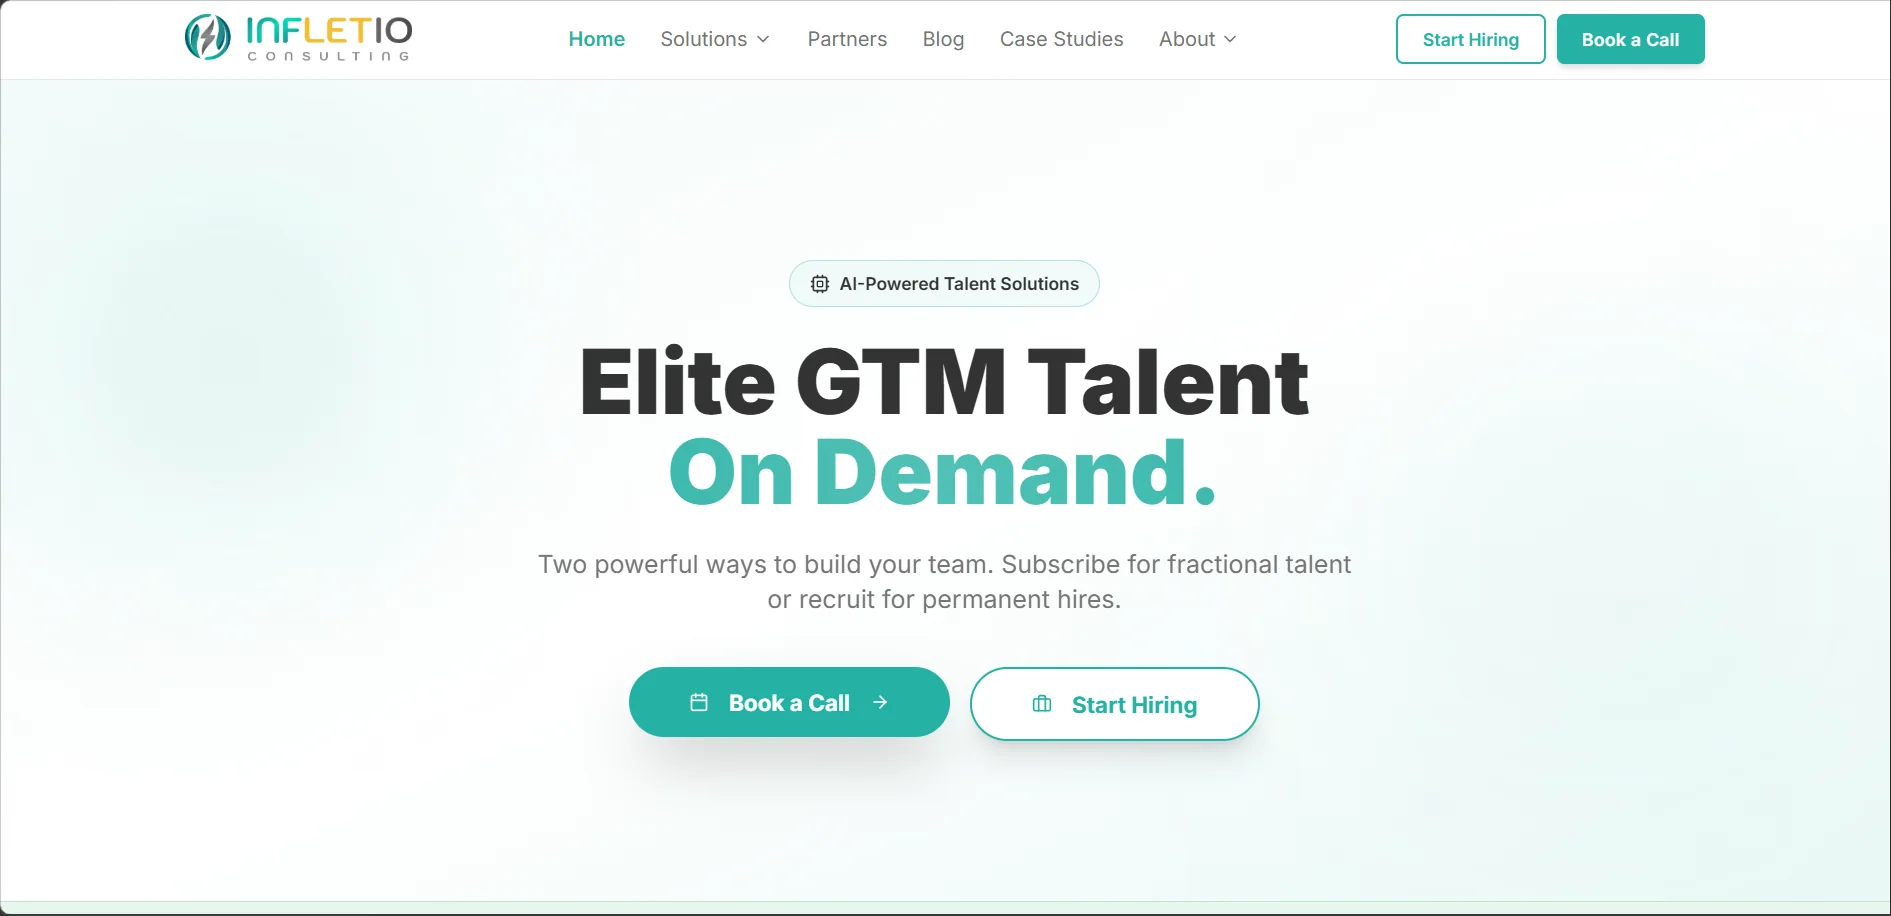 INFLETIO
CONSULTING
Home
Solutions
Partners
Blog
Case Studies
About
Start Hiring
Book a Call
AI-Powered Talent Solutions
Elite GTM Talent
On Demand.
Two powerful ways to build your team. Subscribe for fractional talent
or recruit for permanent hires.
Book a Call
Start Hiring